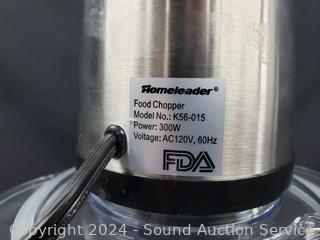 Homeleader®
Food Chopper
Model No.: K56-015
Power: 300W
Voltage: AC120V, 60Hz
FDA
Copyright 2024 - Sound Auction Service